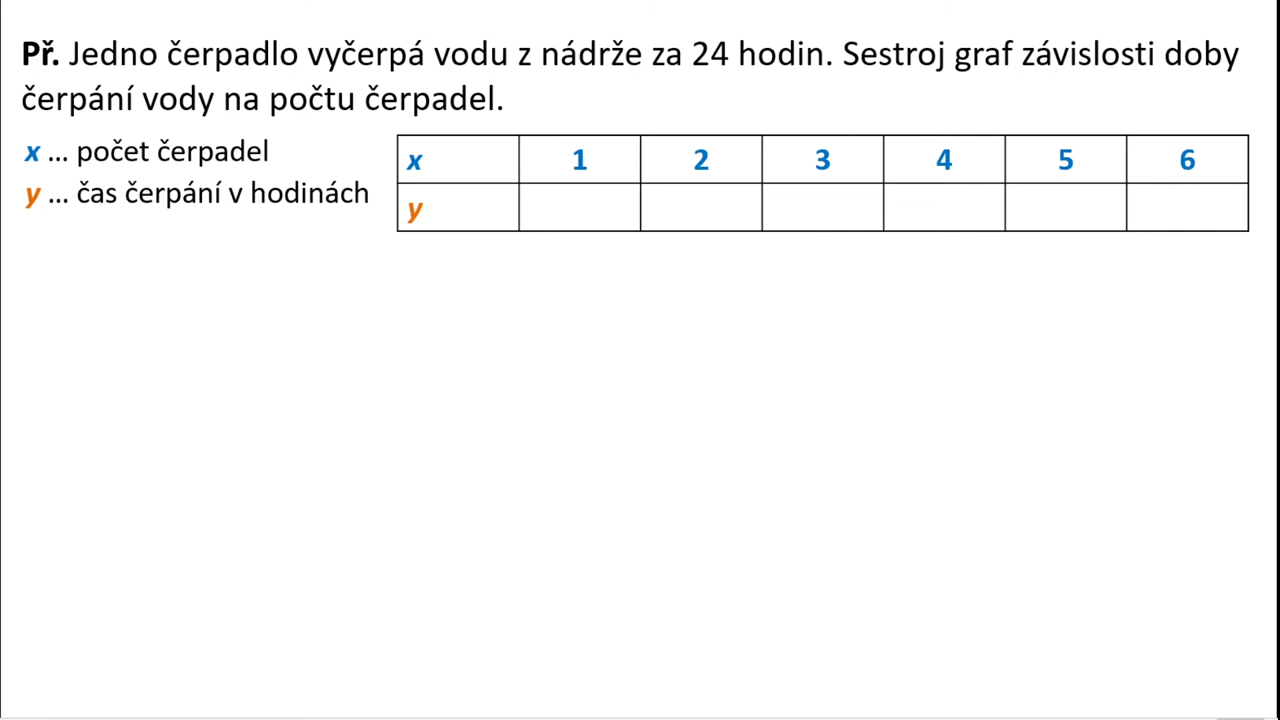 Př. Jedno čerpadlo vyčerpá vodu z nádrže za 24 hodin. Sestroj graf závislosti doby
čerpání vody na počtu čerpadel.
x ... počet čerpadel
y ... čas čerpání v hodinách
x 1 2 3 4 5 6
y